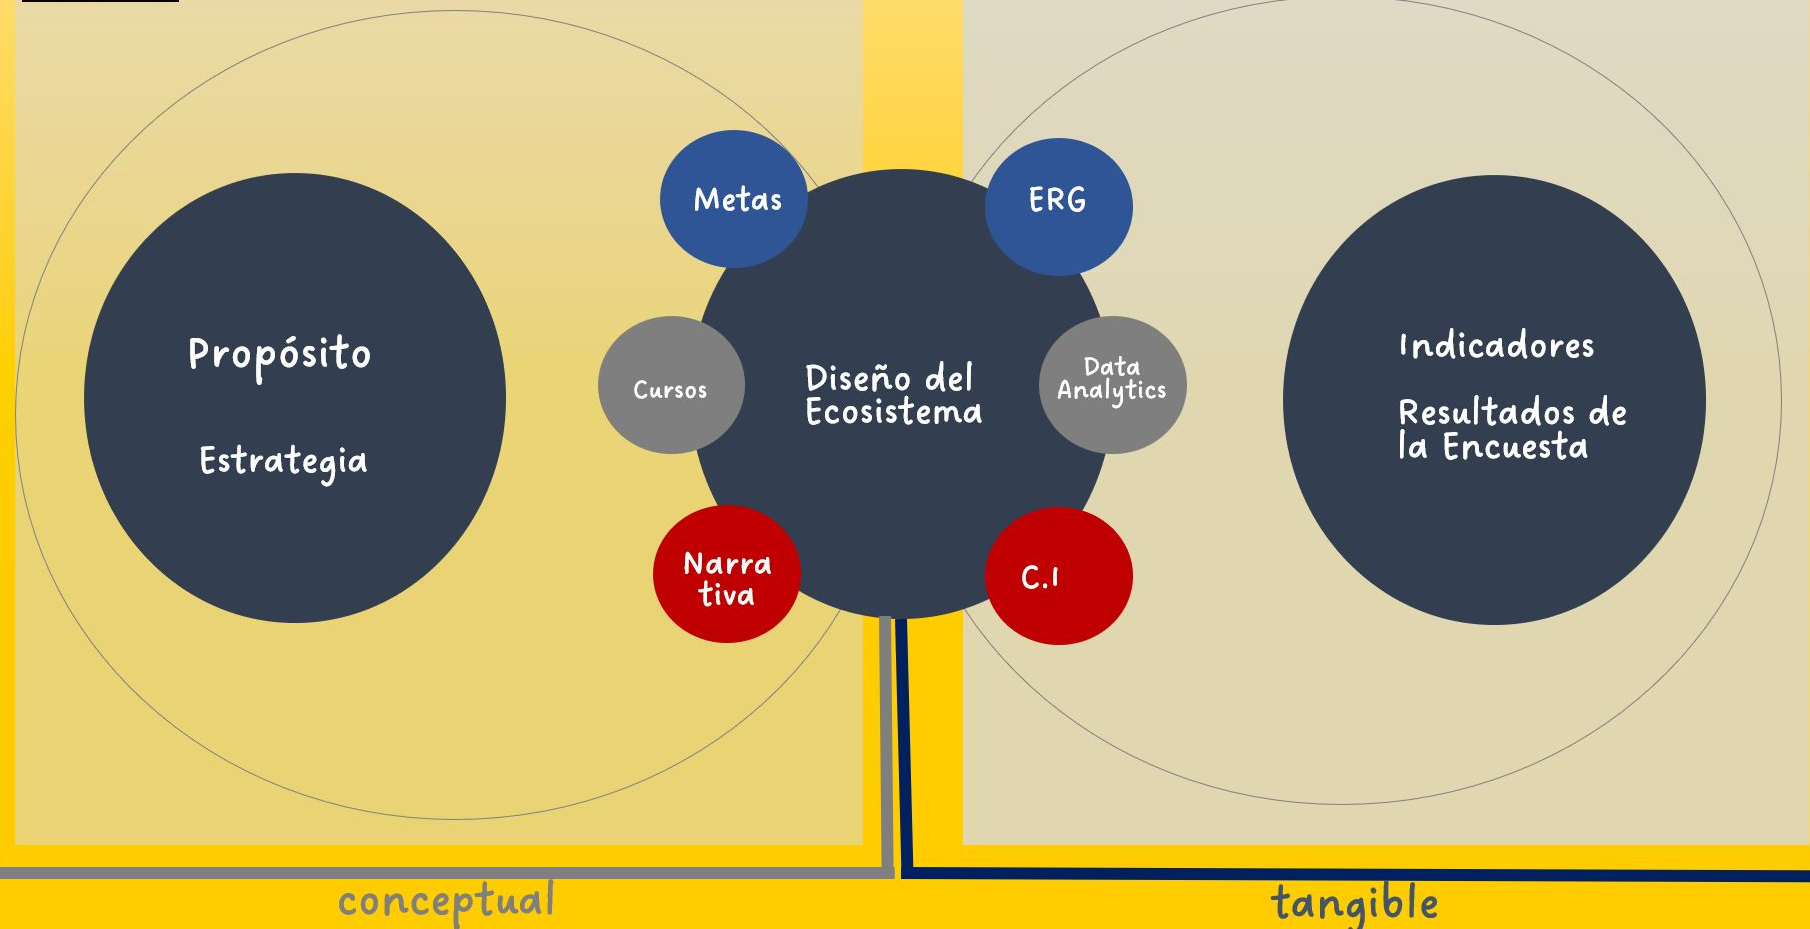 Propósito
Estrategia
Metas
Cursos
Narra
tiva
Diseño del
Ecosistema
ERG
Data
Analytics
C.I
Indicadores
Resultados de
la Encuesta
conceptual
tangible